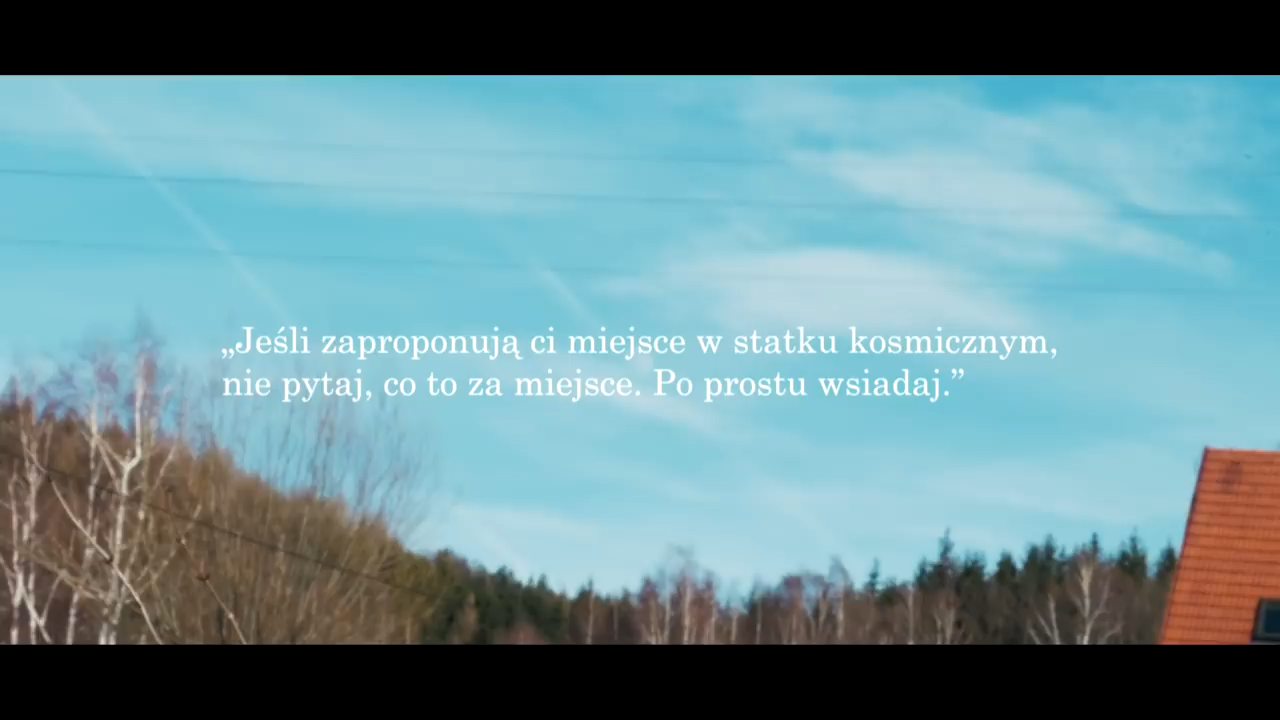 „Jeśli zaproponują ci miejsce w statku kosmicznym,
nie pytaj, co to za miejsce. Po prostu wsiadaj.”